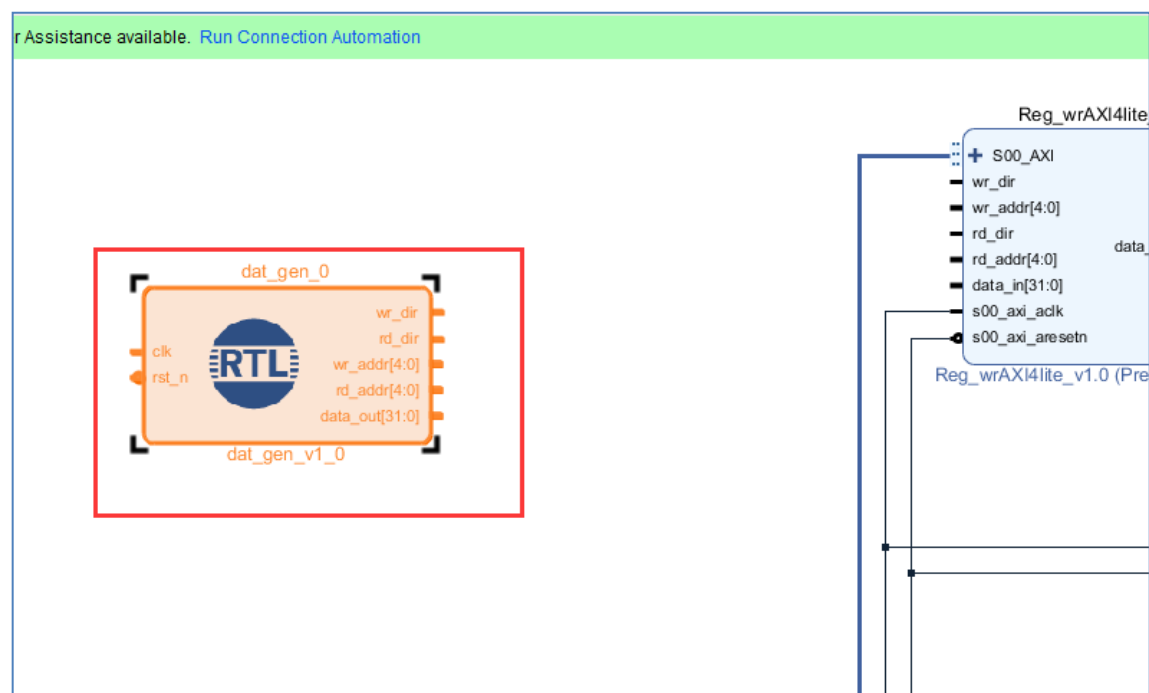 r Assistance available. Run Connection Automation
Reg_wrAXI4lite_
S00_AXI
wr_dir
wr_addr[4:0]
rd_dir
rd_addr[4:0]
data_
data_in[31:0]
s00_axi_aclk
s00_axi_aresetn
Reg_wrAXI4lite_v1.0 (Pre
dat_gen_0
wr_dir
rd_dir
clk
RTL
wr_addr[4:0]
rst_n
rd_addr[4:0]
data_out[31:0]
dat_gen_v1_0